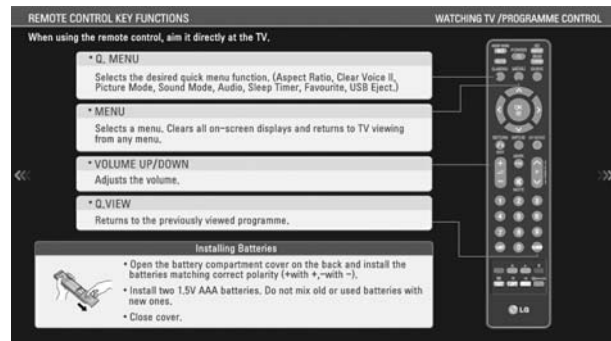 REMOTE CONTROL KEY FUNCTIONS
WATCHING TV /PROGRAMME CONTROL
When using the remote control, aim it directly at the TV.
* Q. MENU
Selects the desired quick menu function. (Aspect Ratio, Clear Voice II,
Picture Mode, Sound Mode, Audio, Sleep Timer, Favourite, USB Eject.)
* MENU
Selects a menu. Clears all on-screen displays and returns to TV viewing
from any menu.
* VOLUME UP/DOWN
Adjusts the volume.
* Q.VIEW
Returns to the previously viewed programme.
Installing Batteries
• Open the battery compartment cover on the back and install the
batteries matching correct polarity (+with +,-with -).
• Install two 1.5V AAA batteries. Do not mix old or used batteries with
new ones.
• Close cover.
LG